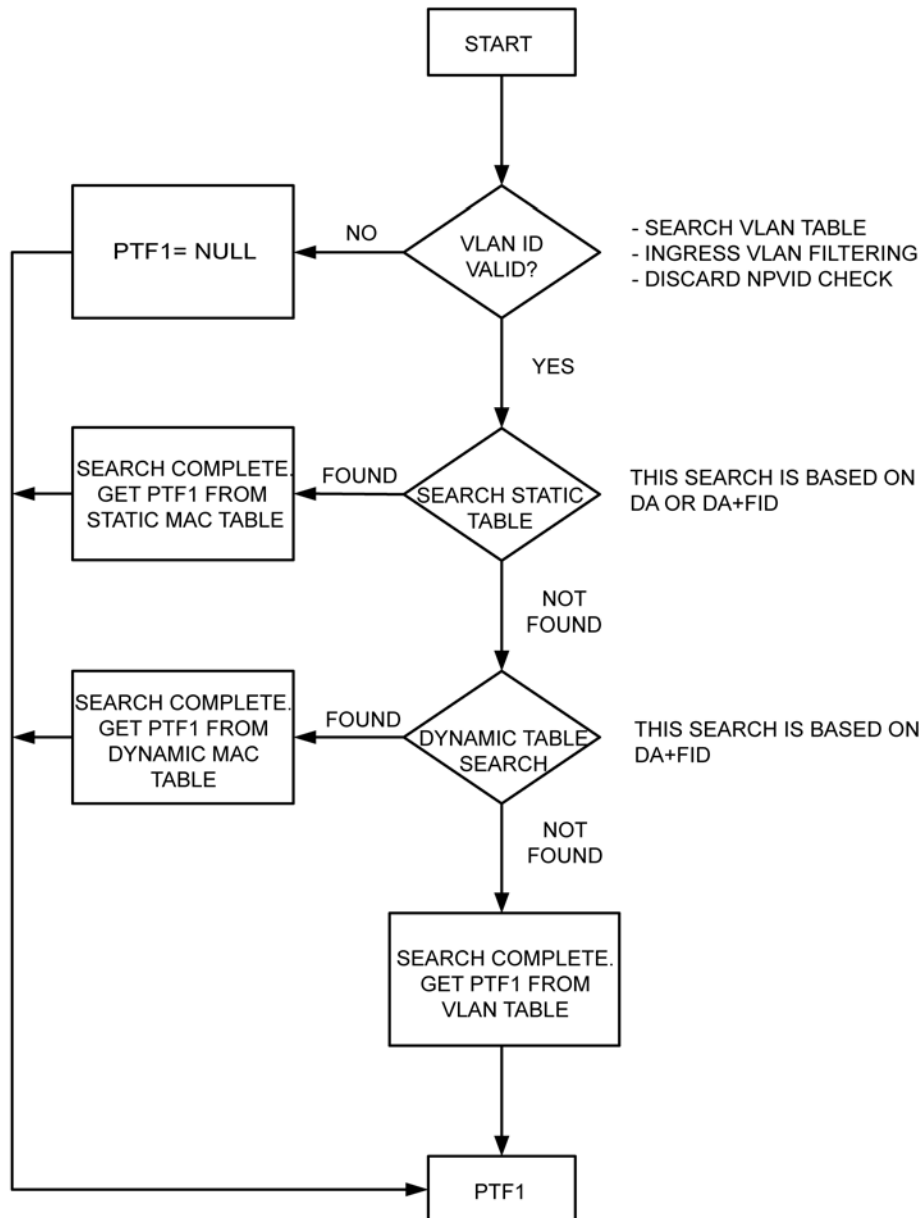 START
PTF1= NULL
NO
VLAN ID
VALID?
- SEARCH VLAN TABLE
- INGRESS VLAN FILTERING
- DISCARD NPVID CHECK
YES
SEARCH COMPLETE.
GET PTF1 FROM
STATIC MAC TABLE
FOUND
SEARCH STATIC
TABLE
THIS SEARCH IS BASED ON
DA OR DA+FID
NOT
FOUND
SEARCH COMPLETE.
GET PTF1 FROM
DYNAMIC MAC
TABLE
FOUND
DYNAMIC TABLE
SEARCH
THIS SEARCH IS BASED ON
DA+FID
NOT
FOUND
SEARCH COMPLETE.
GET PTF1 FROM
VLAN TABLE
PTF1